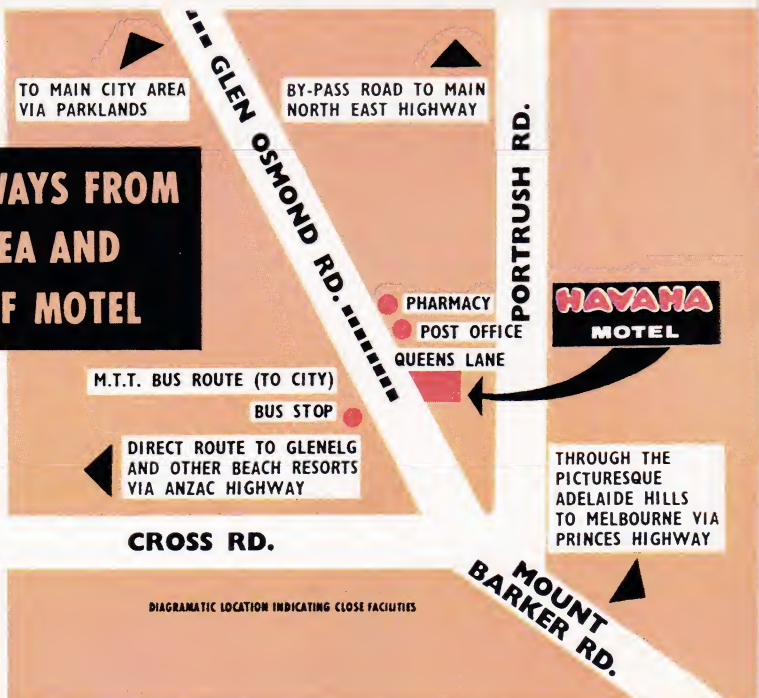 TO MAIN CITY AREA
VIA PARKLANDS
GLEN OSMOND RD.
BY-PASS ROAD TO MAIN
NORTH EAST HIGHWAY
PORTRUSH RD.
WAYS FROM
EA AND
F MOTEL
PHARMACY
POST OFFICE
QUEENS LANE
HAVANA
MOTEL
M.T.T. BUS ROUTE (TO CITY)
BUS STOP
DIRECT ROUTE TO GLENELG
AND OTHER BEACH RESORTS
VIA ANZAC HIGHWAY
THROUGH THE
PICTURESQUE
ADELAIDE HILLS
TO MELBOURNE VIA
PRINCES HIGHWAY
CROSS RD.
MOUNT
BARKER RD.
DIAGRAMATIC LOCATION INDICATING CLOSE FACILITIES